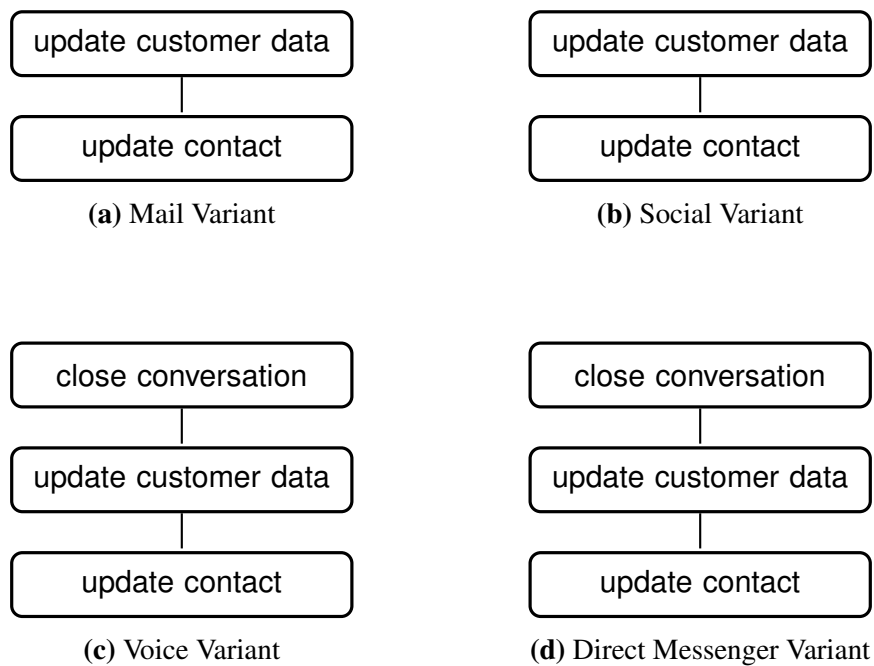 update customer data
update contact
(a) Mail Variant
update customer data
update contact
(b) Social Variant
close conversation
update customer data
update contact
(c) Voice Variant
close conversation
update customer data
update contact
(d) Direct Messenger Variant